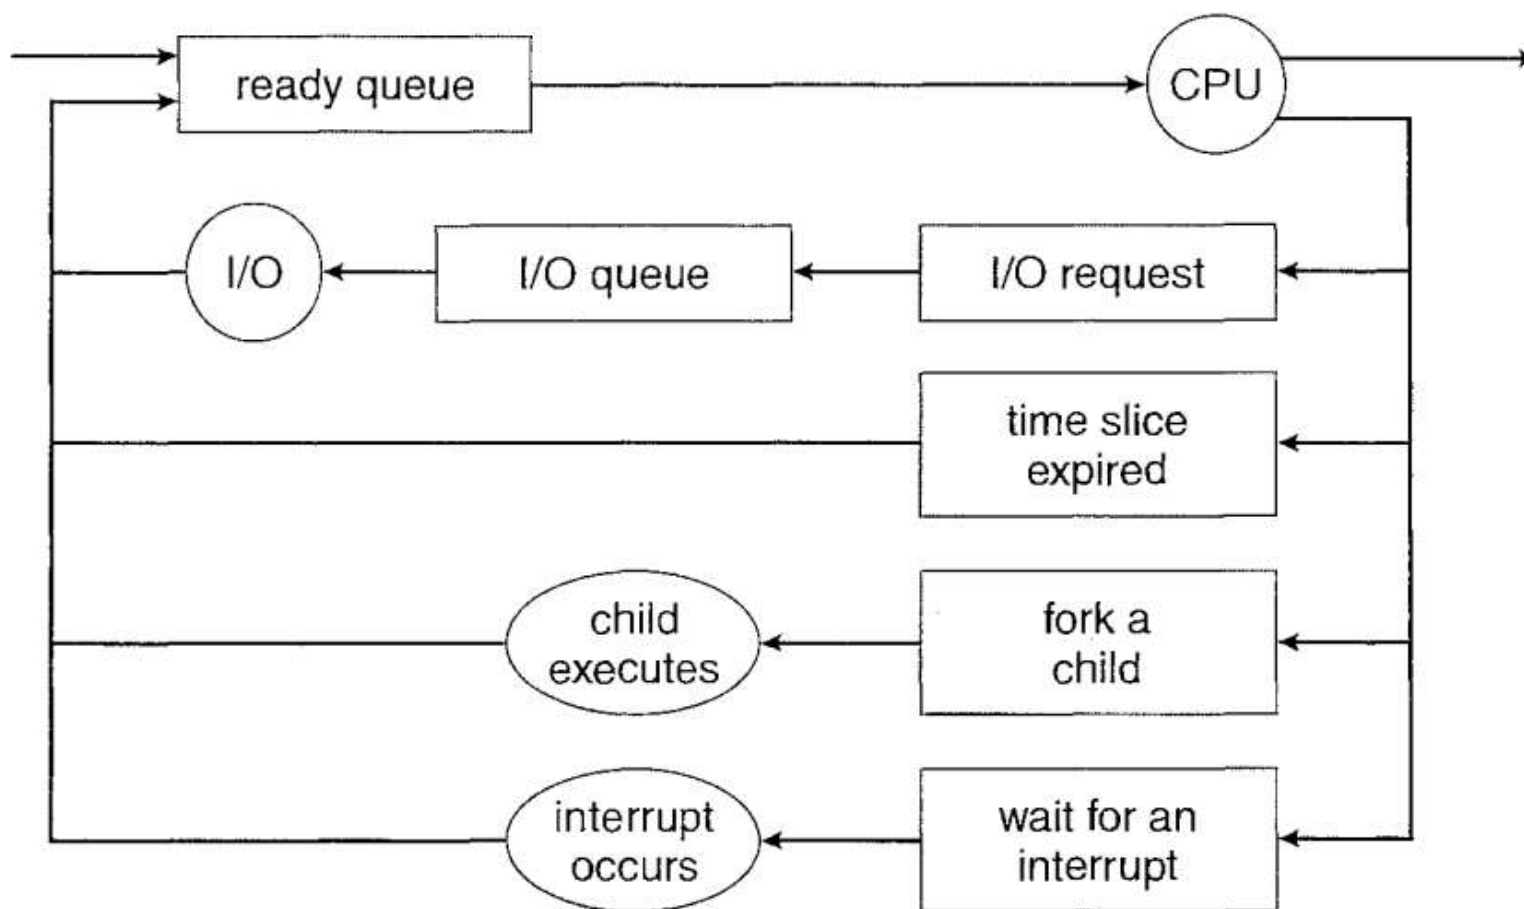 ready queue
CPU
I/O
I/O queue
I/O request
time slice
expired
child
executes
fork a
child
interrupt
occurs
wait for an
interrupt